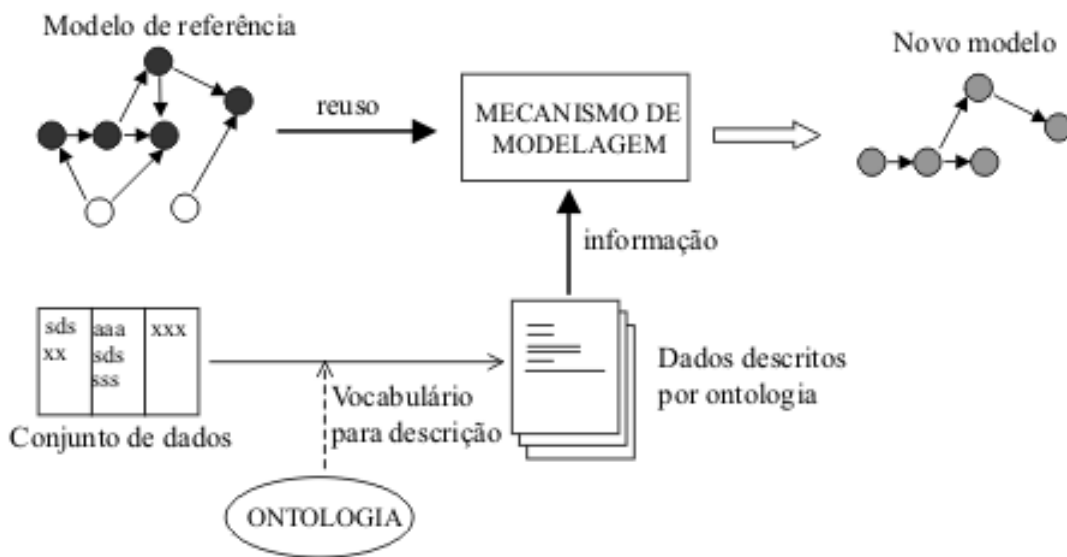 Modelo de referência
Novo modelo
reuso
MECANISMO DE
MODELAGEM
informação
sds
xx
aaa
sds
sss
xxx
Conjunto de dados
Vocabulário
para descrição
Dados descritos
por ontologia
ONTOLOGIA